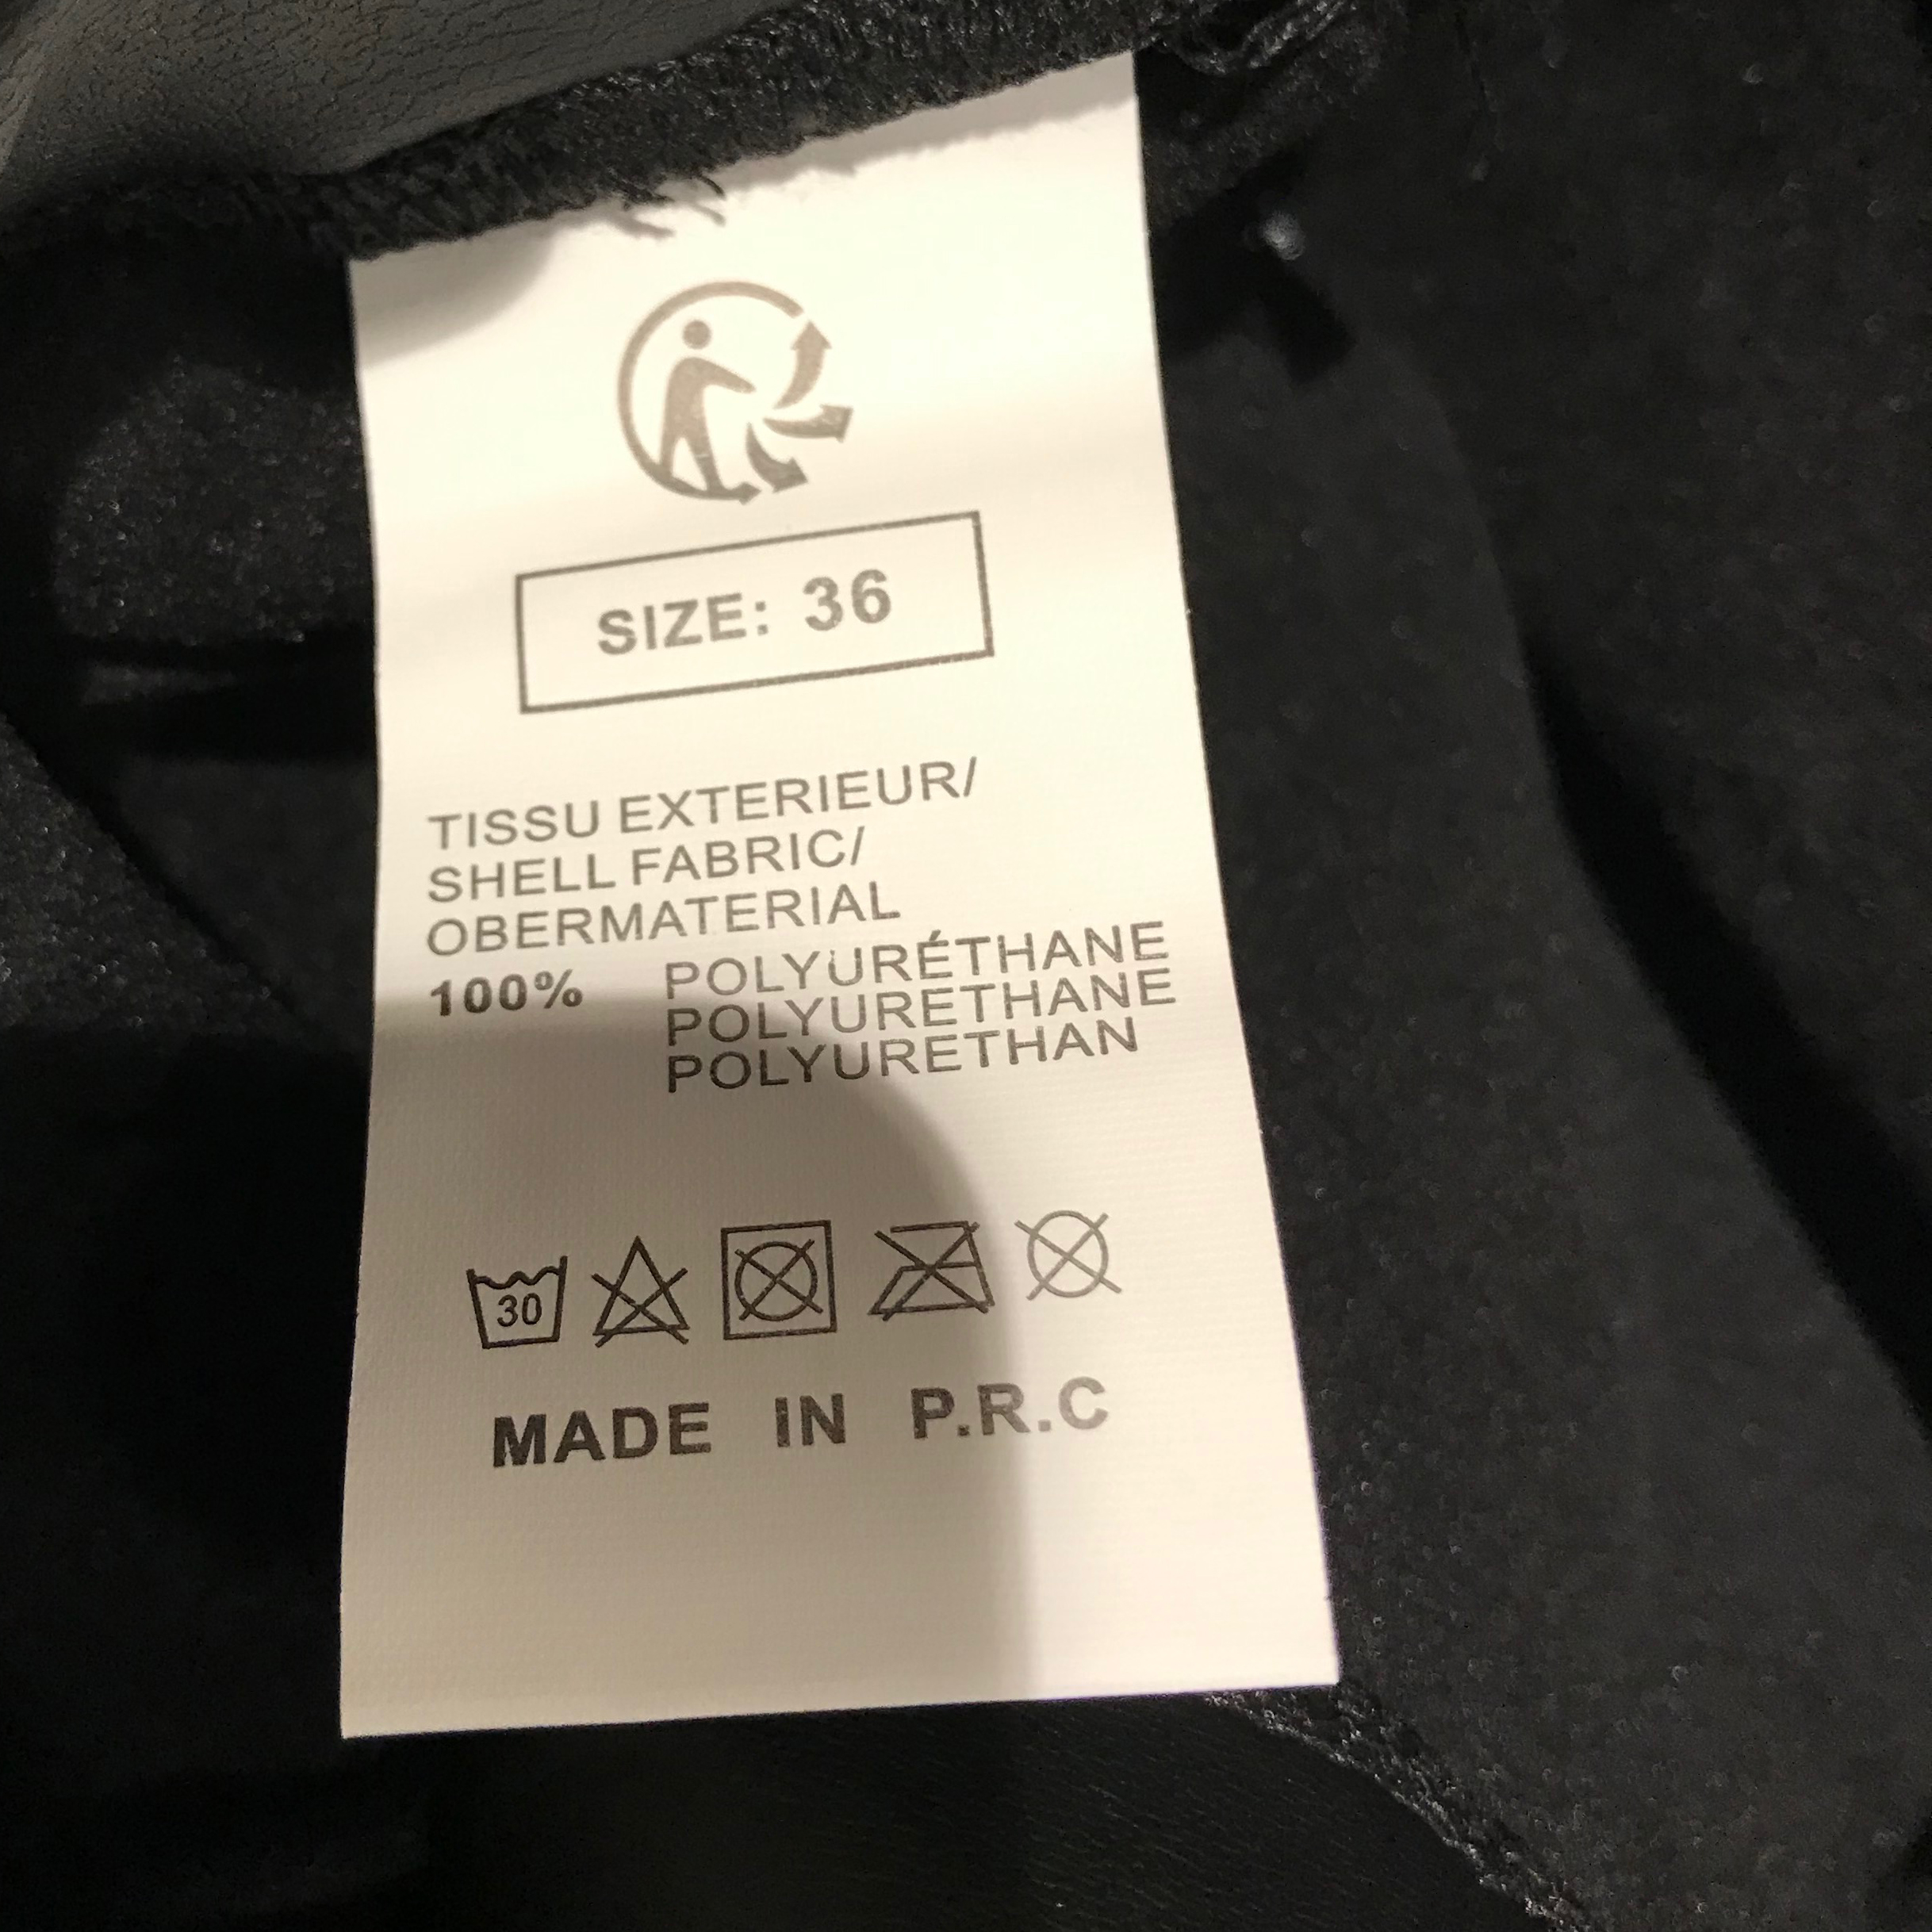 SIZE: 36
TISSU EXTERIEUR/
SHELL FABRIC/
OBERMATERIAL
100% POLYURÉTHANE
POLYURETHANE
POLYURETHAN
30
MADE IN P.R.C